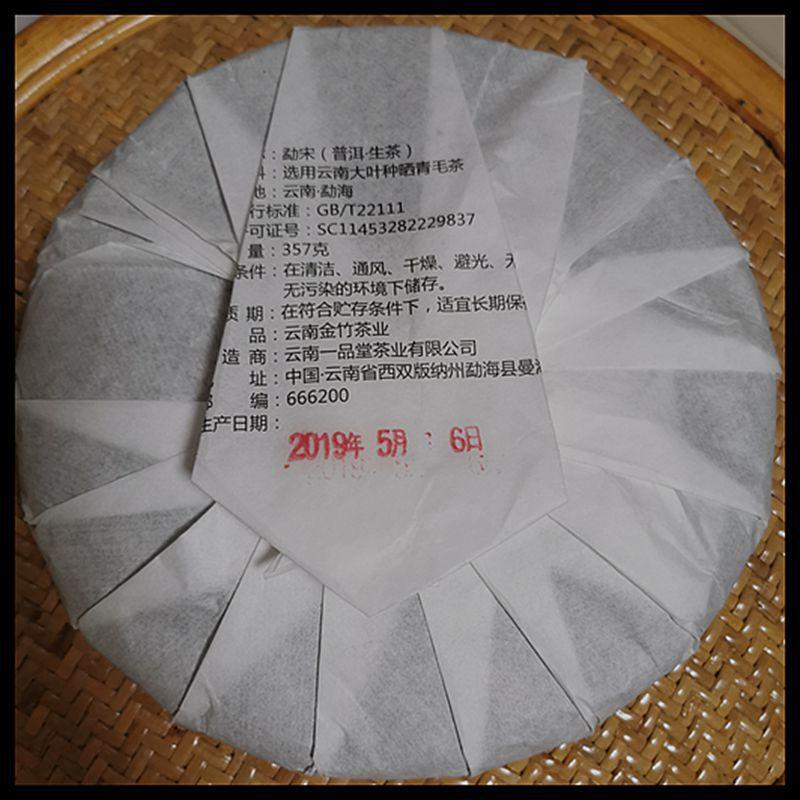 ：勐宋（普洱·生茶）
：选用云南大叶种晒青毛茶
地：云南·勐海
行标准：GB/T22111
可证号：SC11453282229837
量：357克
条件：在清洁、通风、干燥、避光、
无污染的环境下储存。
质 期：在符合贮存条件下，适宜长期保
品：云南金竹茶业
造 商：云南一品堂茶业有限公司
址：中国·云南省西双版纳州勐海县曼
编：666200
生产日期：
2019年 5月 6日